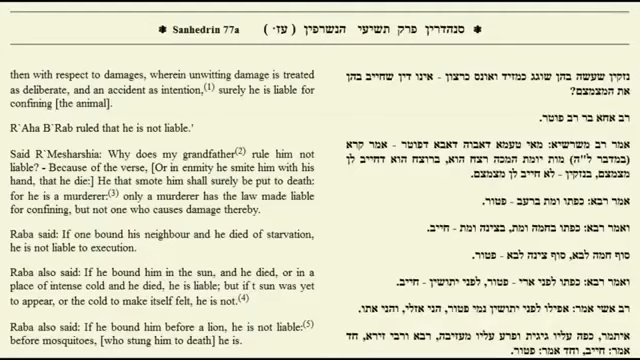 ✽ Sanhedrin 77a
סנהדרין פרק תשיעי הנשרפין ( עז· ) ✽
then with respect to damages, wherein unwitting damage is treated
as deliberate, and an accident as intention,(1) surely he is liable for
confining [the animal].
R`Aha B`Rab ruled that he is not liable.'
Said R`Mesharshia: Why does my grandfather(2) rule him not
liable? - Because of the verse, [Or in enmity he smite him with his
hand, that he die:] He that smote him shall surely be put to death:
for he is a murderer:(3) only a murderer has the law made liable
for confining, but not one who causes damage thereby.
Raba said: If one bound his neighbour and he died of starvation,
he is not liable to execution.
Raba also said: If he bound him in the sun, and he died, or in a
place of intense cold and he died, he is liable; but if t sun was yet
to appear, or the cold to make itself felt, he is not.(4)
Raba also said: If he bound him before a lion, he is not liable:(5)
before mosquitoes, [who stung him to death] he is.
נזקין שעשה בהן שוגג כמזיד ואונס כרצון - אינו דין שחייב בהן
את המצמצם?
רב אחא בר רב פוטר.
אמר רב משרשיא: מאי טעמא דאבוה דאבא דפוטר - אמר קרא
(במדבר ל"ה) מות יומת המכה רצח הוא, ברוצח הוא דחייב לן
מצמצם, בנזקין - לא חייב לן מצמצם.
אמר רבא: כפתו ומת ברעב - פטור.
ואמר רבא: כפתו בחמה ומת, בצינה ומת - חייב.
סוף חמה לבא, סוף צינה לבא - פטור.
ואמר רבא: כפתו לפני ארי - פטור, לפני יתושין - חייב.
רב אשי אמר: אפילו לפני יתושין נמי פטור, הני אזלי, והני אתו.
איתמר, כפה עליו גיגית ופרע עליו מעזיבה, רבא ורבי זירא, חד
אמר: חייב, וחד אמר: פטור.